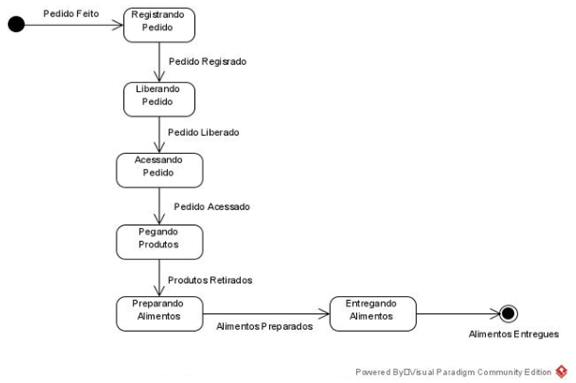 Pedido Feito
Registrando
Pedido
Pedido Regisrado
Liberando
Pedido
Pedido Liberado
Acessando
Pedido
Pedido Acessado
Pegando
Produtos
Produtos Retirados
Preparando
Alimentos
Alimentos Preparados
Entregando
Alimentos
Alimentos Entregues
Powered By Visual Paradigm Community Edition